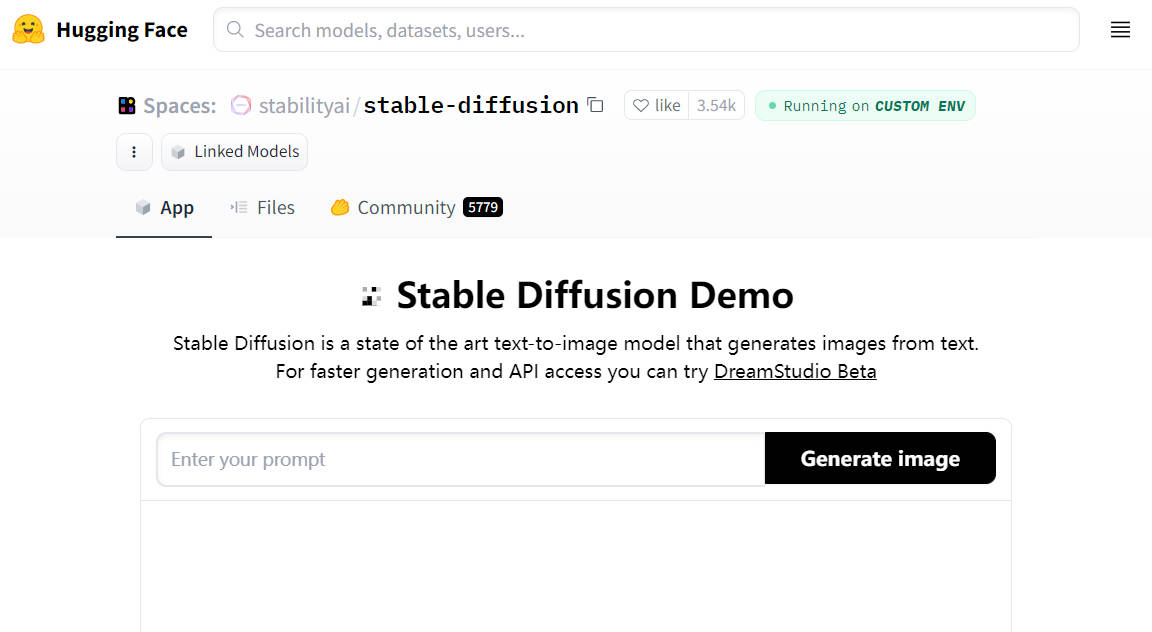 Hugging Face
Search models, datasets, users...
Spaces: stabilityai/stable-diffusion like 3.54k Running on CUSTOM ENV
Linked Models
App Files Community 5779
Stable Diffusion Demo
Stable Diffusion is a state of the art text-to-image model that generates images from text.
For faster generation and API access you can try DreamStudio Beta
Enter your prompt Generate image